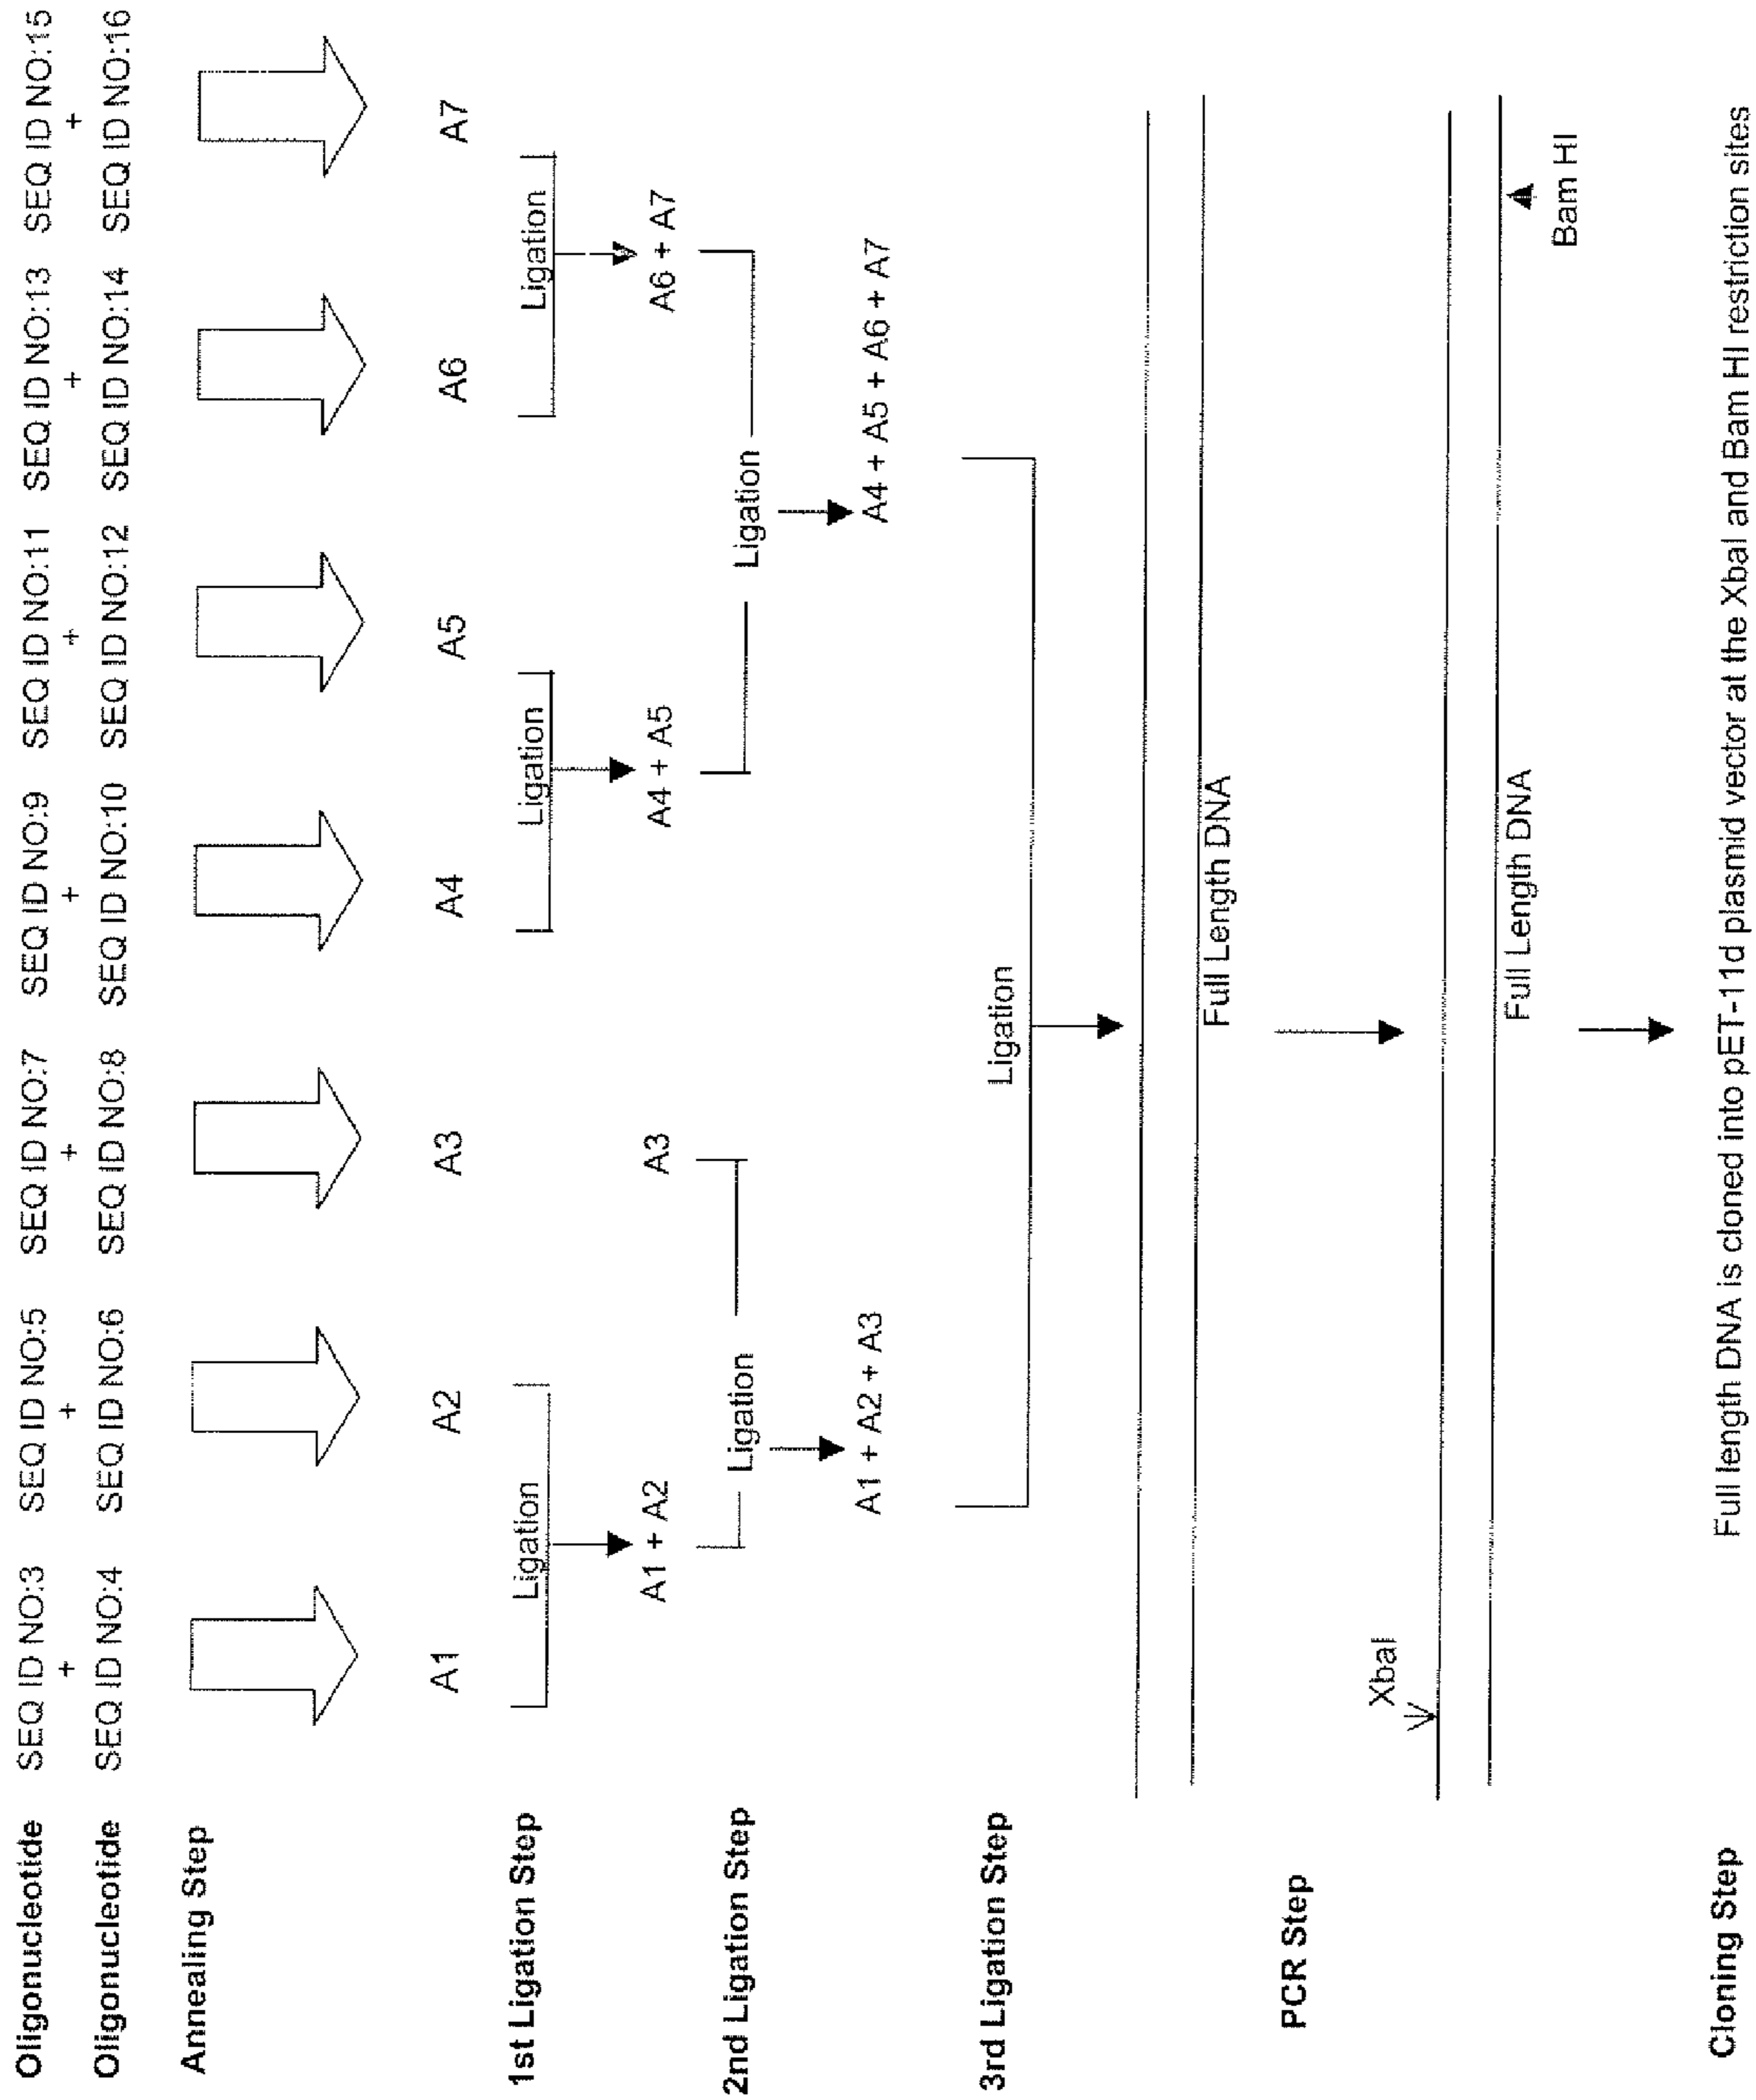 Oligonucleotide SEQ ID NO:3 SEQ ID NO:5 SEQ ID NO:7 SEQ ID NO:9 SEQ ID NO:11 SEQ ID NO:13 SEQ ID NO:15
+ + + + + + +
Oligonucleotide SEQ ID NO:4 SEQ ID NO:6 SEQ ID NO:8 SEQ ID NO:10 SEQ ID NO:12 SEQ ID NO:14 SEQ ID NO:16
Annealing Step
A1 A2 A3 A4 A5 A6 A7
1st Ligation Step Ligation Ligation Ligation
A1 + A2 A3 A4 + A5 A6 + A7
2nd Ligation Step Ligation Ligation
A1 + A2 + A3 A4 + A5 + A6 + A7
3rd Ligation Step Ligation
Full Length DNA
PCR Step
XbaI
Full Length DNA
Bam HI
Cloning Step Full length DNA is cloned into pET-11d plasmid vector at the XbaI and Bam HI restriction sites